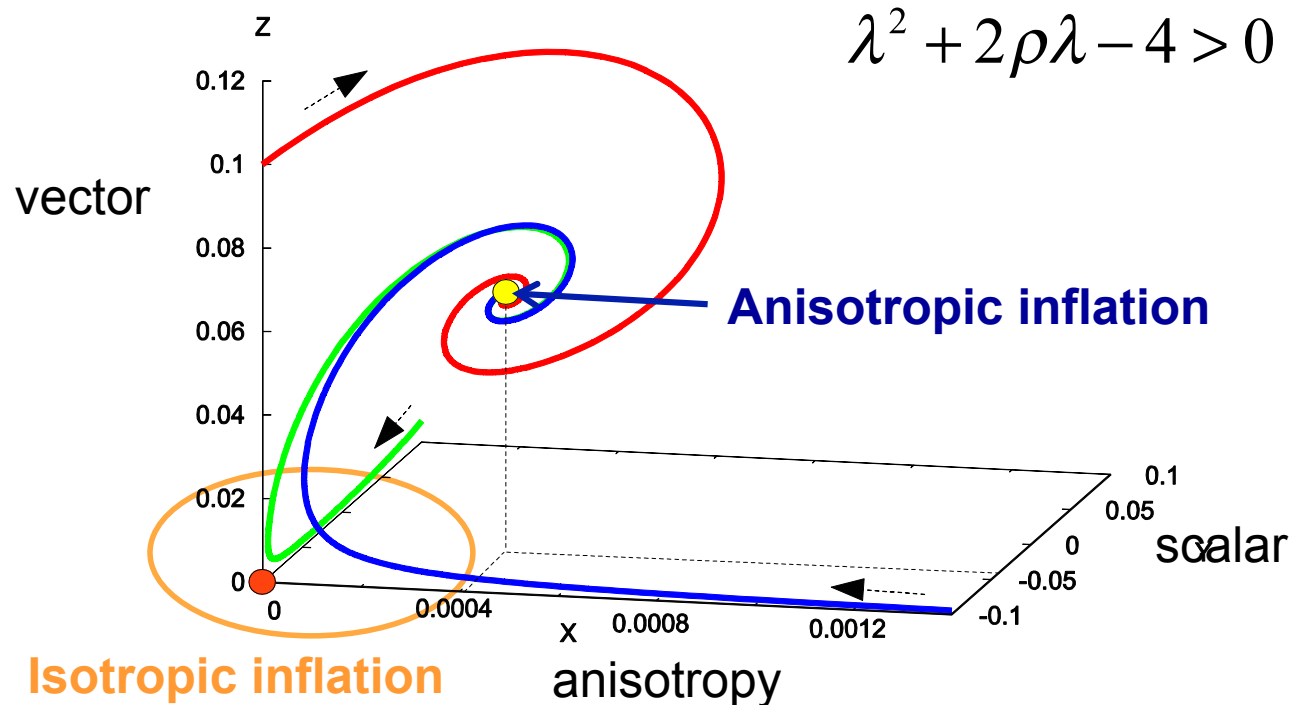 z
λ² + 2ρλ − 4 > 0
0.12
0.1
vector
0.08
Anisotropic inflation
0.06
0.04
0.02
0
0.1
0.05
0
scalar
Y
-0.05
-0.1
0
0.0004
x
0.0008
0.0012
Isotropic inflation
anisotropy